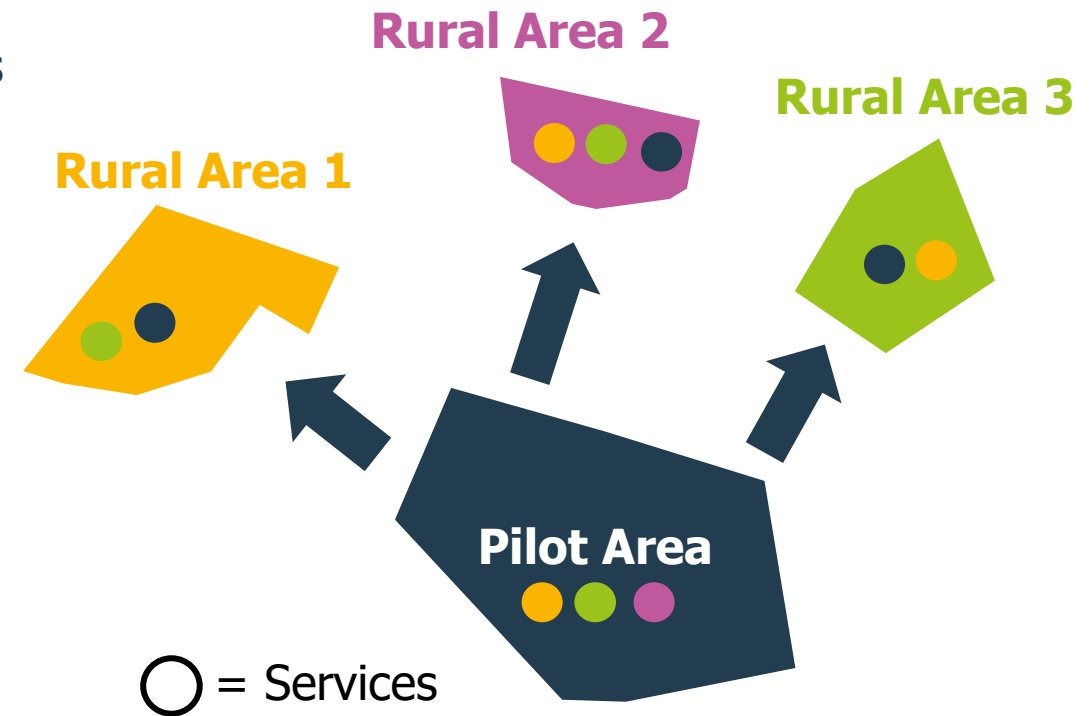 Rural Area 2
Rural Area 3
Rural Area 1
Pilot Area
= Services